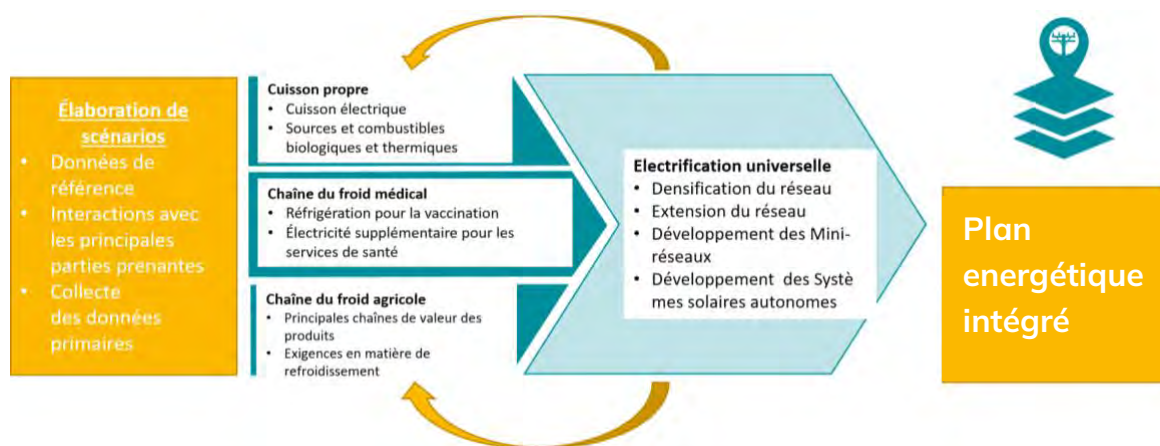 Élaboration de
scénarios
• Données de
référence
• Interactions avec
les principales
parties prenantes
• Collecte
des données
primaires
Cuisson propre
• Cuisson électrique
• Sources et combustibles
biologiques et thermiques
Chaîne du froid médical
• Réfrigération pour la vaccination
• Électricité supplémentaire pour les
services de santé
Chaîne du froid agricole
• Principales chaînes de valeur des
produits
• Exigences en matière de
refroidissement
Electrification universelle
• Densification du réseau
• Extension du réseau
• Développement des Mini-
réseaux
• Développement des Systè
mes solaires autonomes
Plan
energétique
intégré